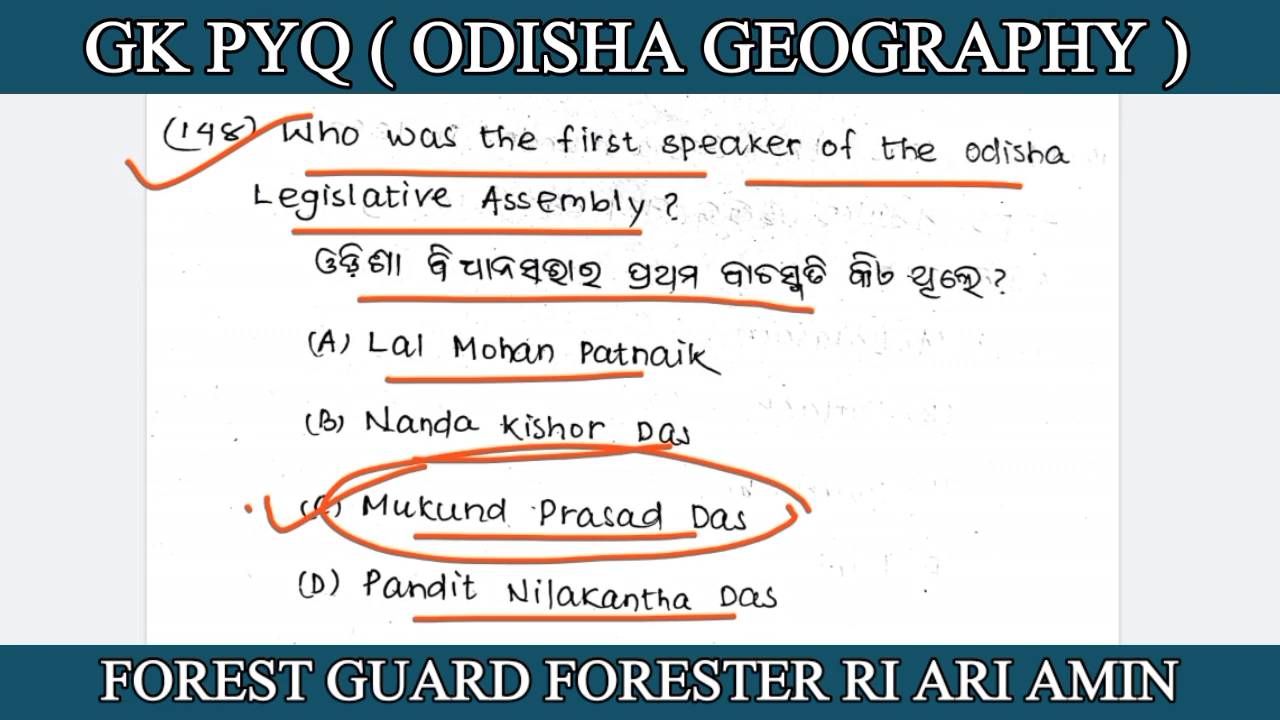 GK PYQ ( ODISHA GEOGRAPHY )
(148) Who was the first speaker of the odisha
Legislative Assembly ?
ଓଡ଼ିଶା ବିଧାନସଭାର ପ୍ରଥମ ବାଚସ୍ପତି କିଏ ଥିଲେ ?
(A) Lal Mohan Patnaik
(B) Nanda Kishor Das
(C) Mukund Prasad Das
(D) Pandit Nilakantha Das
FOREST GUARD FORESTER RI ARI AMIN